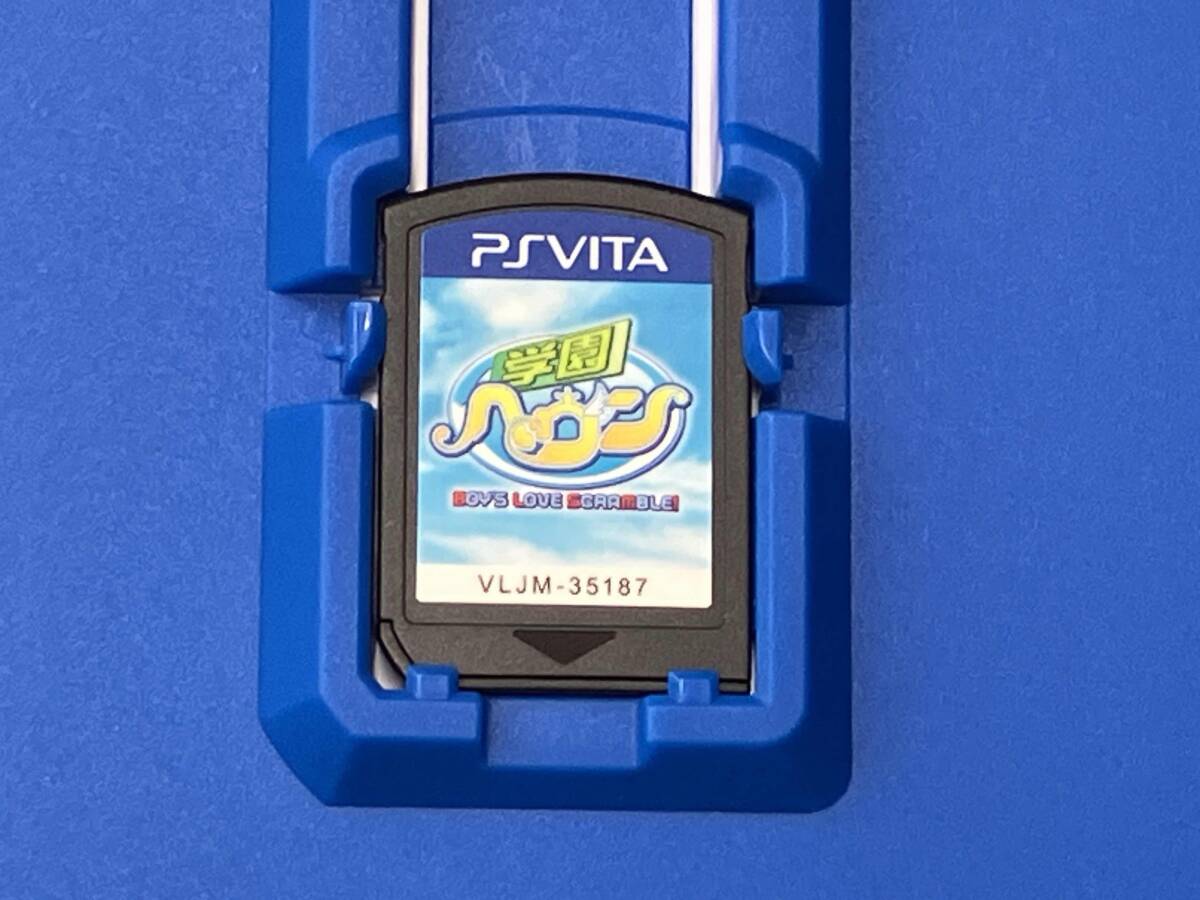 PSVITA
学園
ヘヴン
BOY'S LOVE SCRAMBLE!
VLJM-35187